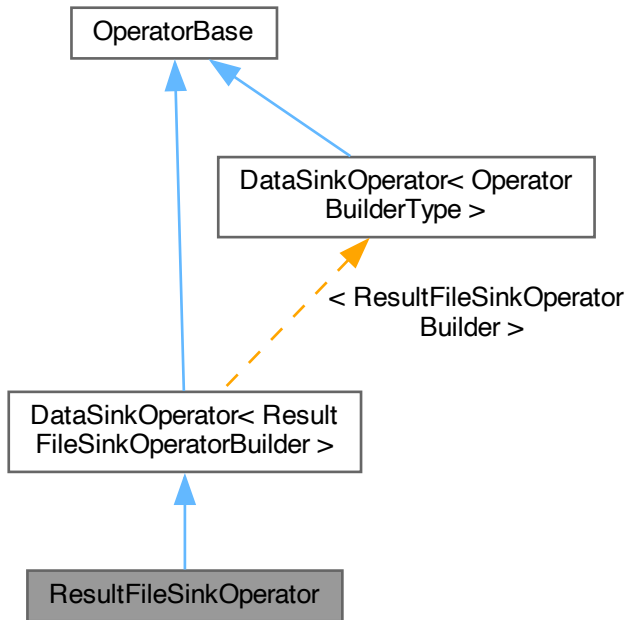 OperatorBase
DataSinkOperator< Operator
BuilderType >
< ResultFileSinkOperator
Builder >
DataSinkOperator< Result
FileSinkOperatorBuilder >
ResultFileSinkOperator